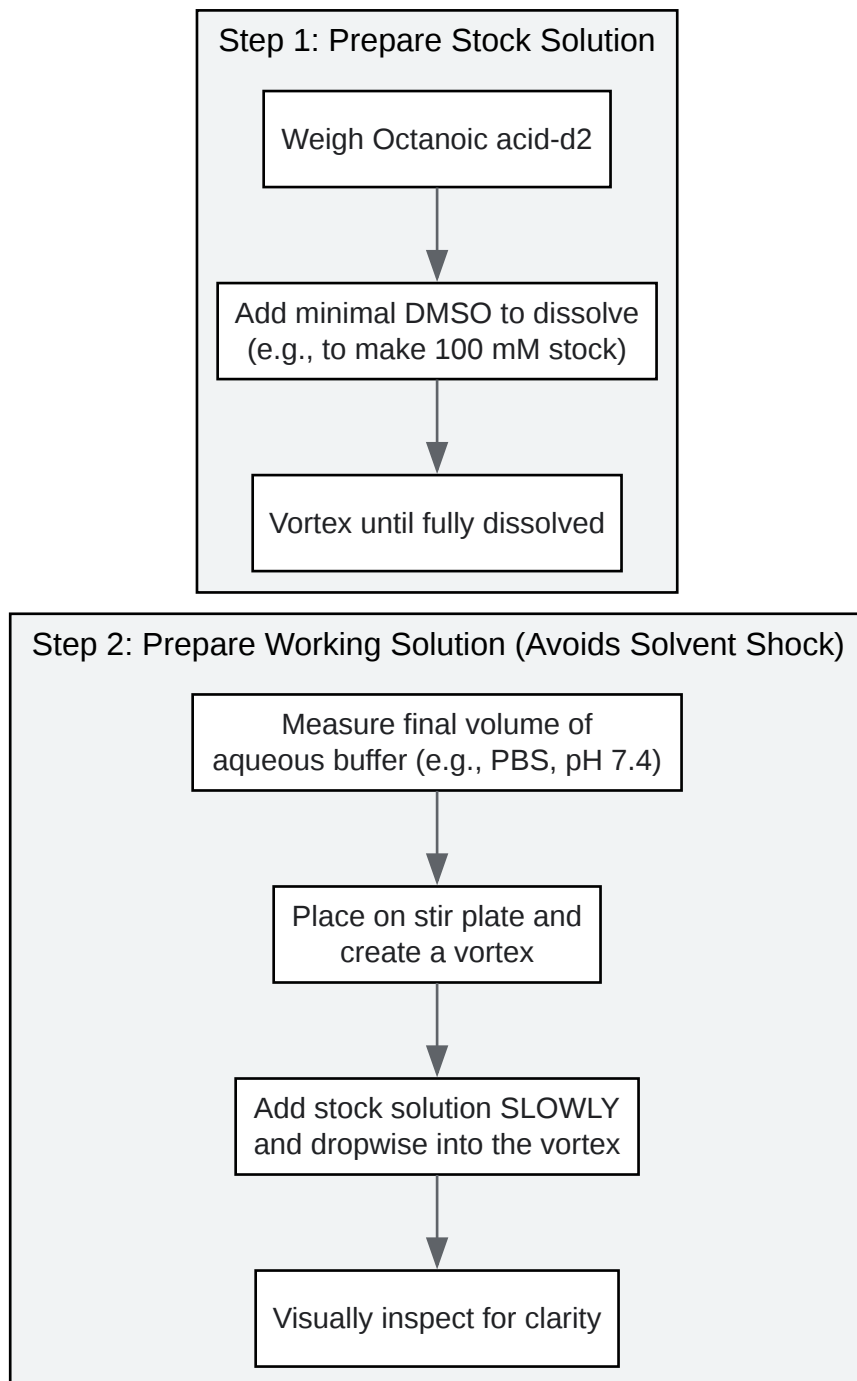 Step 1: Prepare Stock Solution
Weigh Octanoic acid-d2
Add minimal DMSO to dissolve
(e.g., to make 100 mM stock)
Vortex until fully dissolved
Step 2: Prepare Working Solution (Avoids Solvent Shock)
Measure final volume of
aqueous buffer (e.g., PBS, pH 7.4)
Place on stir plate and
create a vortex
Add stock solution SLOWLY
and dropwise into the vortex
Visually inspect for clarity